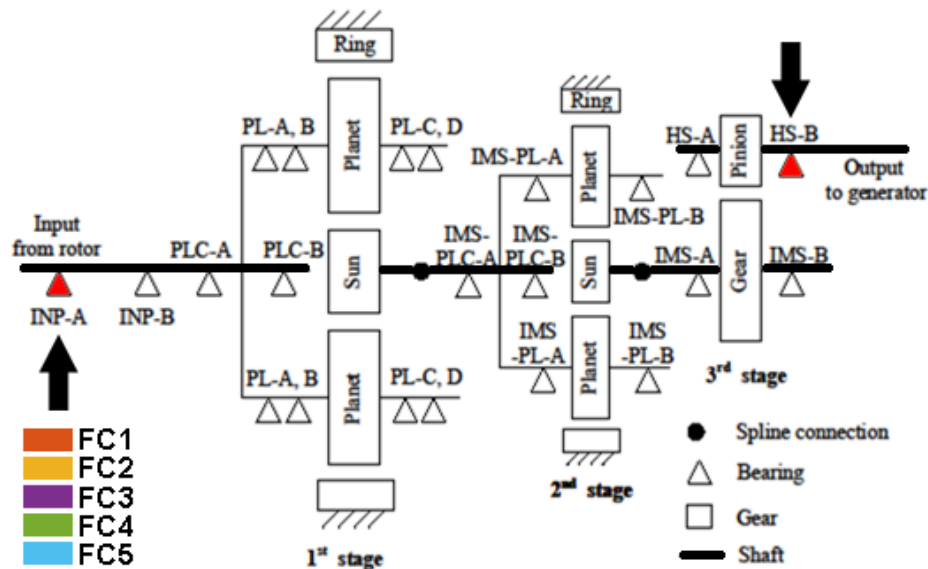 Ring
Ring
PL-A, B
Planet
PL-C, D
HS-A
Pinion
HS-B
IMS-PL-A
Planet
Output
to generator
IMS-PL-B
Input
from rotor
PLC-A
PLC-B
Sun
IMS-
PLC-A
IMS-
PLC-B
Sun
IMS-A
Gear
IMS-B
INP-A
INP-B
IMS
-PL-A
Planet
IMS
-PL-B
3rd stage
PL-A, B
Planet
PL-C, D
FC1
FC2
FC3
FC4
FC5
Spline connection
Bearing
2nd stage
Gear
1st stage
Shaft